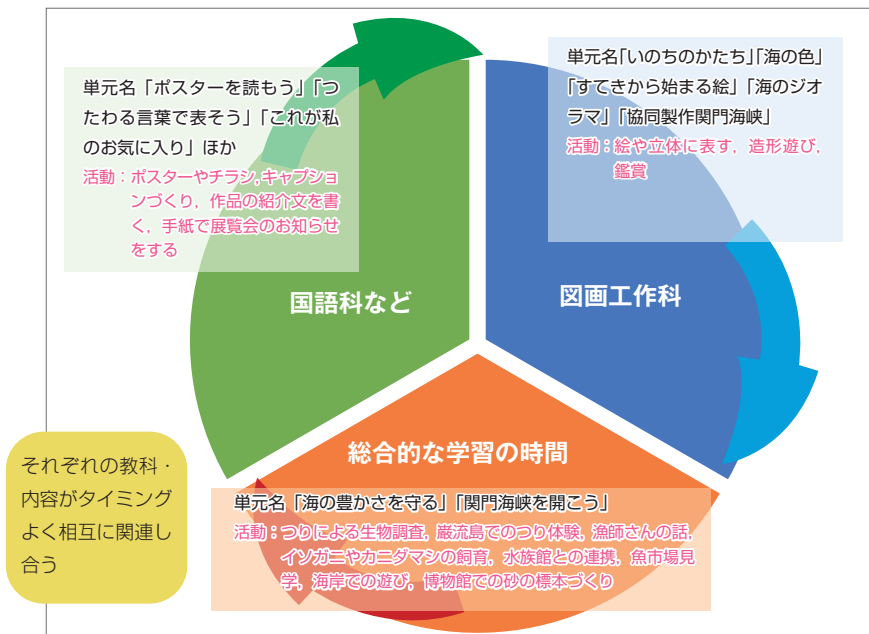 単元名「ポスターを読もう」「つ
たわる言葉で表そう」「これが私
のお気に入り」ほか
活動：ポスターやチラシ,キャプショ
ンづくり，作品の紹介文を書
く，手紙で展覧会のお知らせ
をする
単元名「いのちのかたち」「海の色」
「すてきから始まる絵」「海のジオ
ラマ」「協同製作関門海峡」
活動：絵や立体に表す，造形遊び，
鑑賞
国語科など
図画工作科
総合的な学習の時間
単元名「海の豊かさを守る」「関門海峡を開こう」
活動：つりによる生物調査，巌流島でのつり体験，漁師さんの話，
イソガニやカニダマシの飼育，水族館との連携，魚市場見
学，海岸での遊び，博物館での砂の標本づくり
それぞれの教科・
内容がタイミング
よく相互に関連し
合う